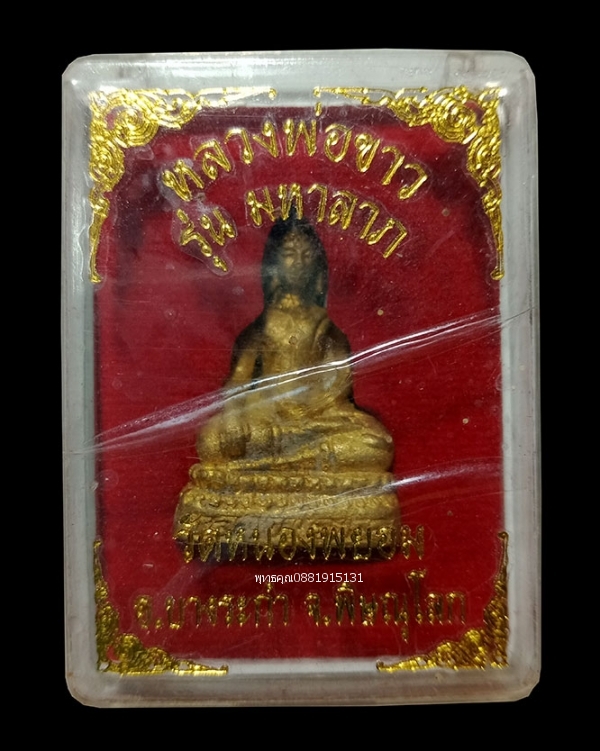 หลวงพ่อขาว
รุ่น มหาลาภ
วัดหนองพยอม
พุทธคุณ0881915131
อ.บางระกำ จ.พิษณุโลก